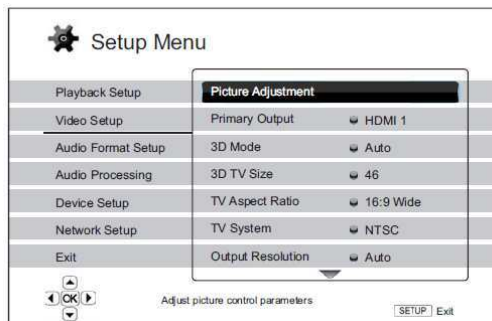 Setup Menu
Playback Setup
Video Setup
Audio Format Setup
Audio Processing
Device Setup
Network Setup
Exit
Picture Adjustment
Primary Output HDMI 1
3D Mode Auto
3D TV Size 46
TV Aspect Ratio 16:9 Wide
TV System NTSC
Output Resolution Auto
OK
Adjust picture control parameters
SETUP Exit